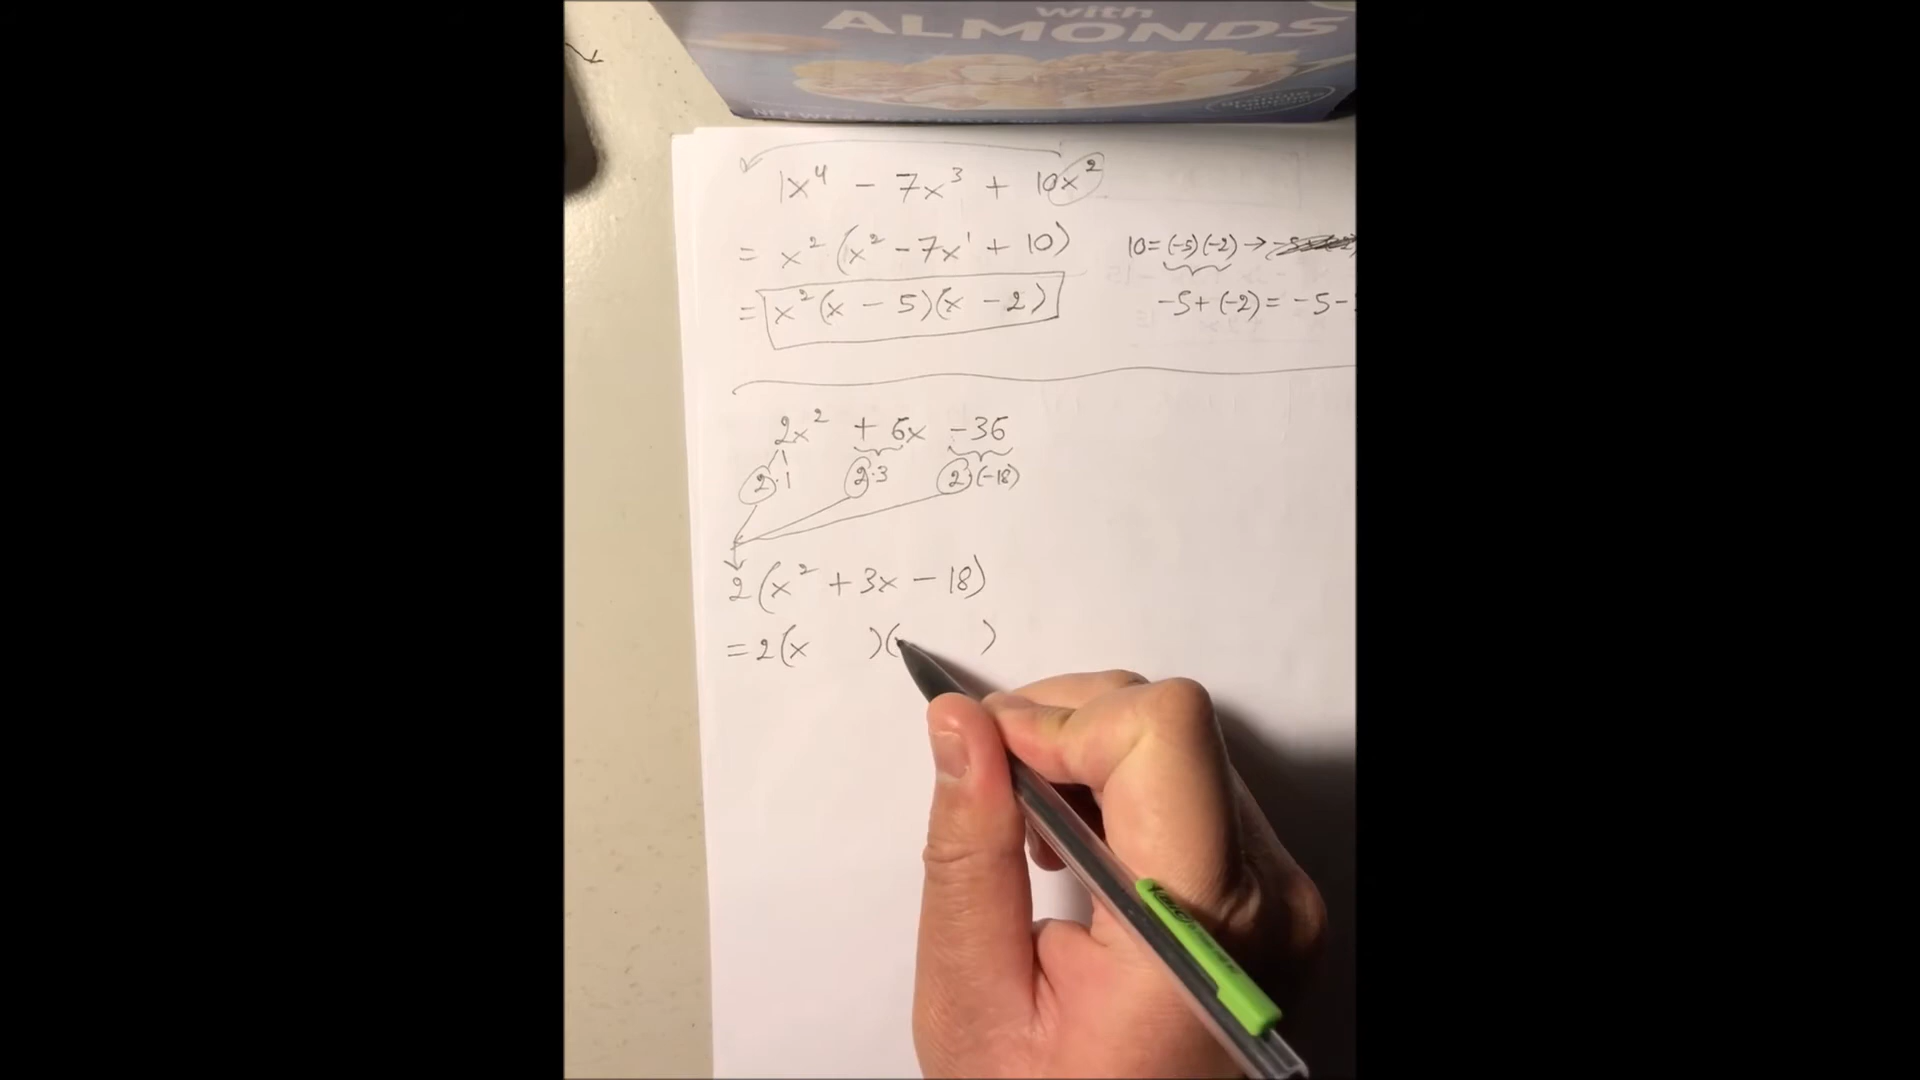 with
ALMONDS
1x⁴ - 7x³ + 10x²
= x² (x² - 7x¹ + 10)
10 = (-5)(-2) →
= x² (x - 5)(x - 2)
-5 + (-2) = -5 -
2x² + 6x - 36
2·1 2·3 2·(-18)
2 (x² + 3x - 18)
= 2 (x )( )